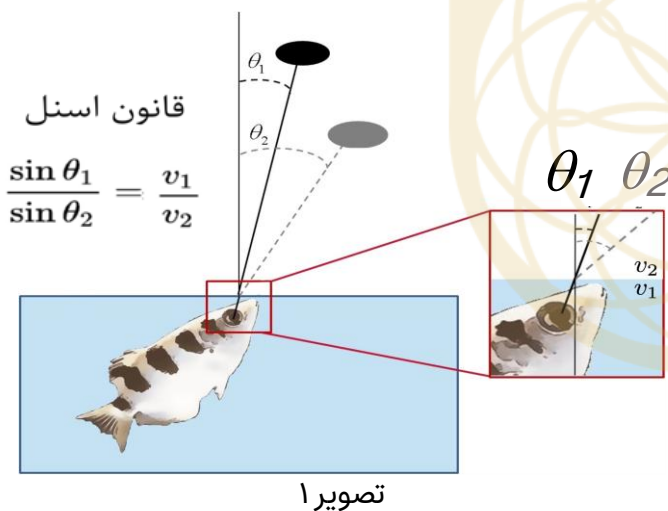 θ₁
θ₂
قانون اسنل
sin θ₁ / sin θ₂ = v₁ / v₂
θ₁ θ₂
v₂
v₁
تصویر ۱